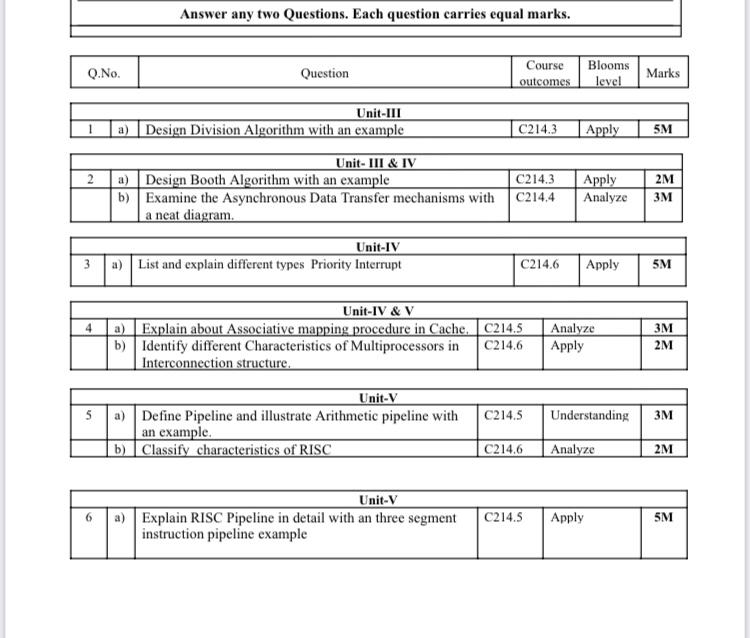 Answer any two Questions. Each question carries equal marks.
Q.No. Question Course outcomes Blooms level Marks
Unit-III
1 a) Design Division Algorithm with an example C214.3 Apply 5M
Unit- III & IV
2 a) Design Booth Algorithm with an example C214.3 Apply 2M
b) Examine the Asynchronous Data Transfer mechanisms with C214.4 Analyze 3M
a neat diagram.
Unit-IV
3 a) List and explain different types Priority Interrupt C214.6 Apply 5M
Unit-IV & V
4 a) Explain about Associative mapping procedure in Cache. C214.5 Analyze 3M
b) Identify different Characteristics of Multiprocessors in C214.6 Apply 2M
Interconnection structure.
Unit-V
5 a) Define Pipeline and illustrate Arithmetic pipeline with C214.5 Understanding 3M
an example.
b) Classify characteristics of RISC C214.6 Analyze 2M
Unit-V
6 a) Explain RISC Pipeline in detail with an three segment C214.5 Apply 5M
instruction pipeline example